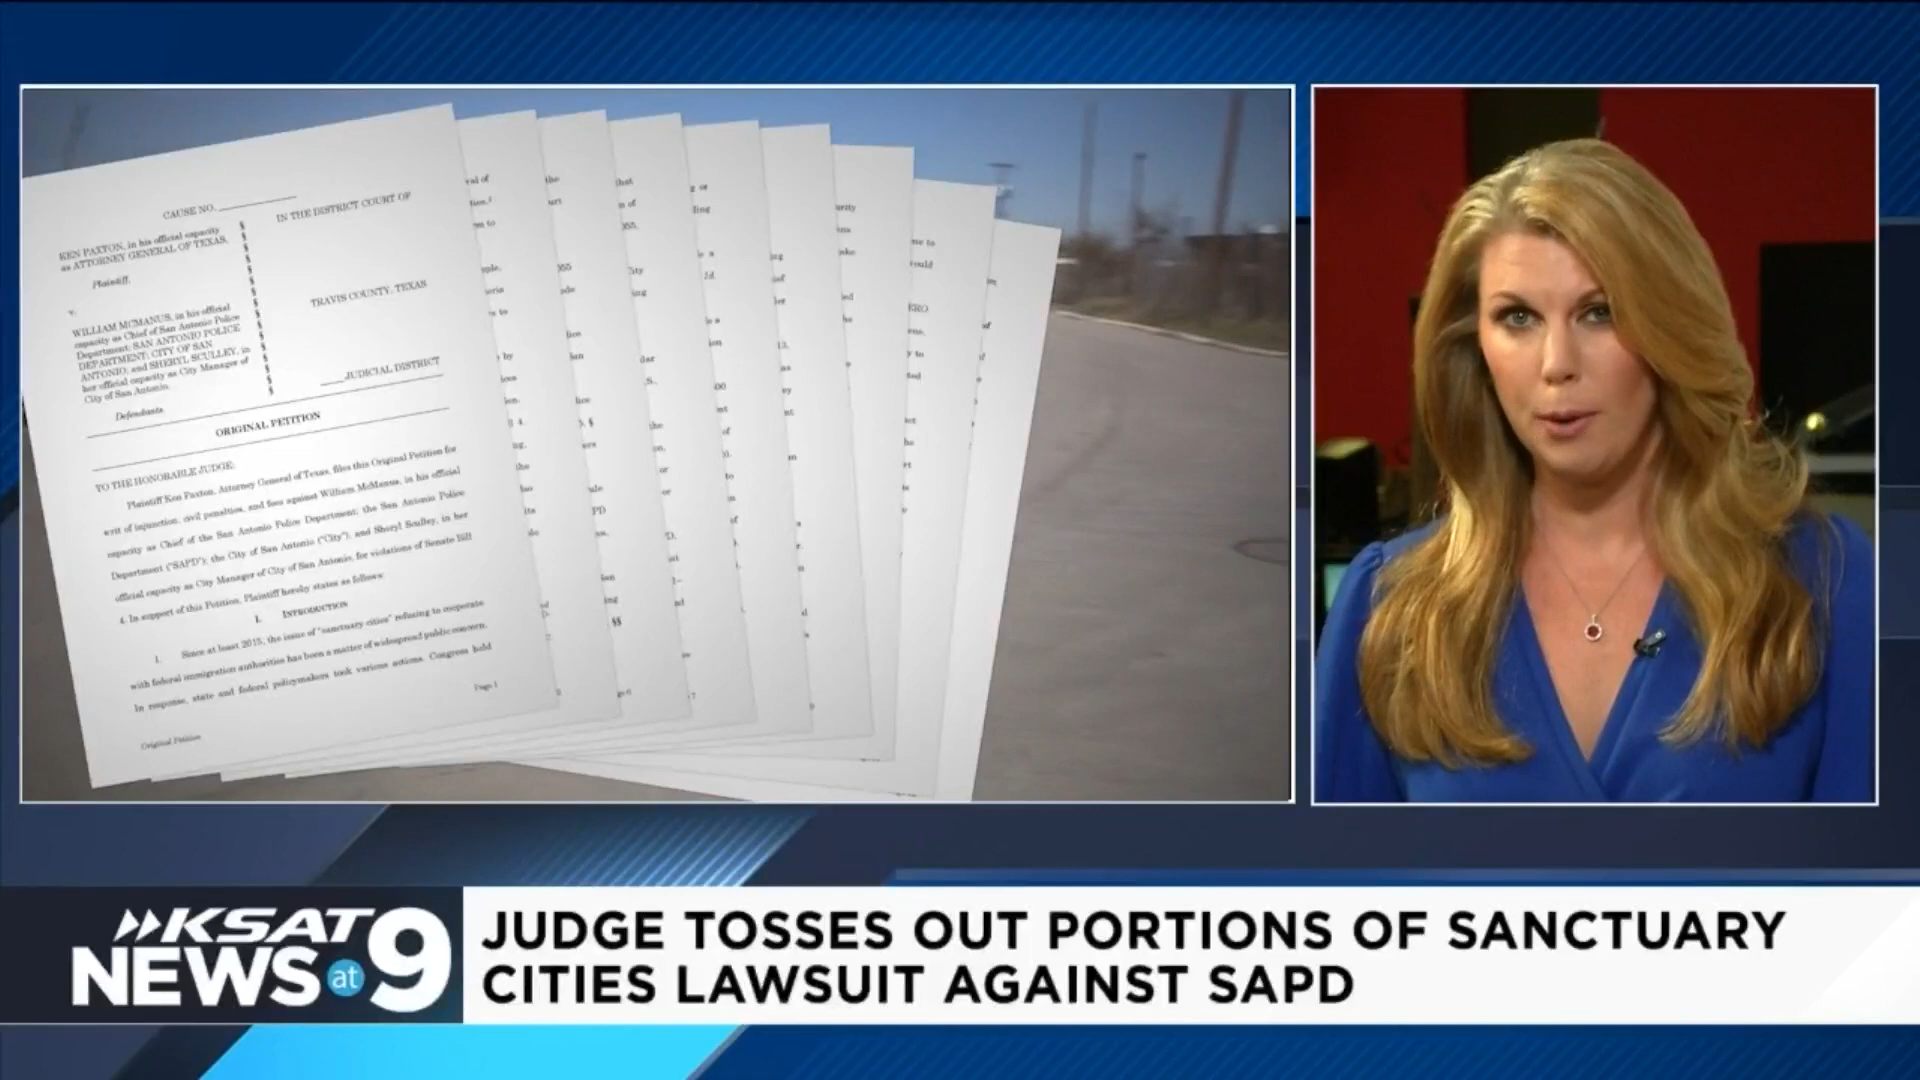 CAUSE NO.
IN THE DISTRICT COURT OF
KEN PAXTON, in his official capacity
as ATTORNEY GENERAL OF TEXAS,
Plaintiff,
v.
WILLIAM MCMANUS, in his official
capacity as Chief of San Antonio Police
Department; SAN ANTONIO POLICE
DEPARTMENT; CITY OF SAN
ANTONIO; and SHERYL SCULLEY, in
her official capacity as City Manager of
City of San Antonio.
Defendants.
TRAVIS COUNTY, TEXAS
JUDICIAL DISTRICT
ORIGINAL PETITION
TO THE HONORABLE JUDGE:
Plaintiff Ken Paxton, Attorney General of Texas, files this Original Petition for
writ of injunction, civil penalties, and fees against William McManus, in his official
capacity as Chief of the San Antonio Police Department; the San Antonio Police
Department ("SAPD"); the City of San Antonio ("City"); and Sheryl Sculley, in her
official capacity as City Manager of City of San Antonio, for violations of Senate Bill
4. In support of this Petition, Plaintiff hereby states as follows:
I. INTRODUCTION
1. Since at least 2015, the issue of "sanctuary cities" refusing to cooperate
with federal immigration authorities has been a matter of widespread public concern.
In response, state and federal policymakers took various actions. Congress held
Page 1
Original Petition
KSAT
NEWS at 9
JUDGE TOSSES OUT PORTIONS OF SANCTUARY
CITIES LAWSUIT AGAINST SAPD